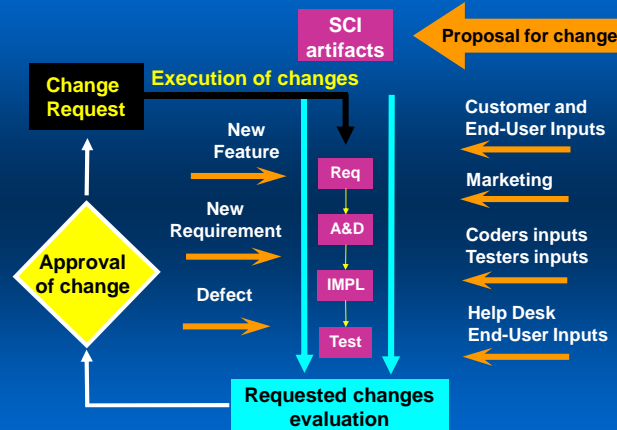 SCI
artifacts
Proposal for change
Change
Request
Execution of changes
Customer and
End-User Inputs
New
Feature
Req
Marketing
New
Requirement
A&D
Coders inputs
Testers inputs
Approval
of change
IMPL
Defect
Help Desk
End-User Inputs
Test
Requested changes
evaluation